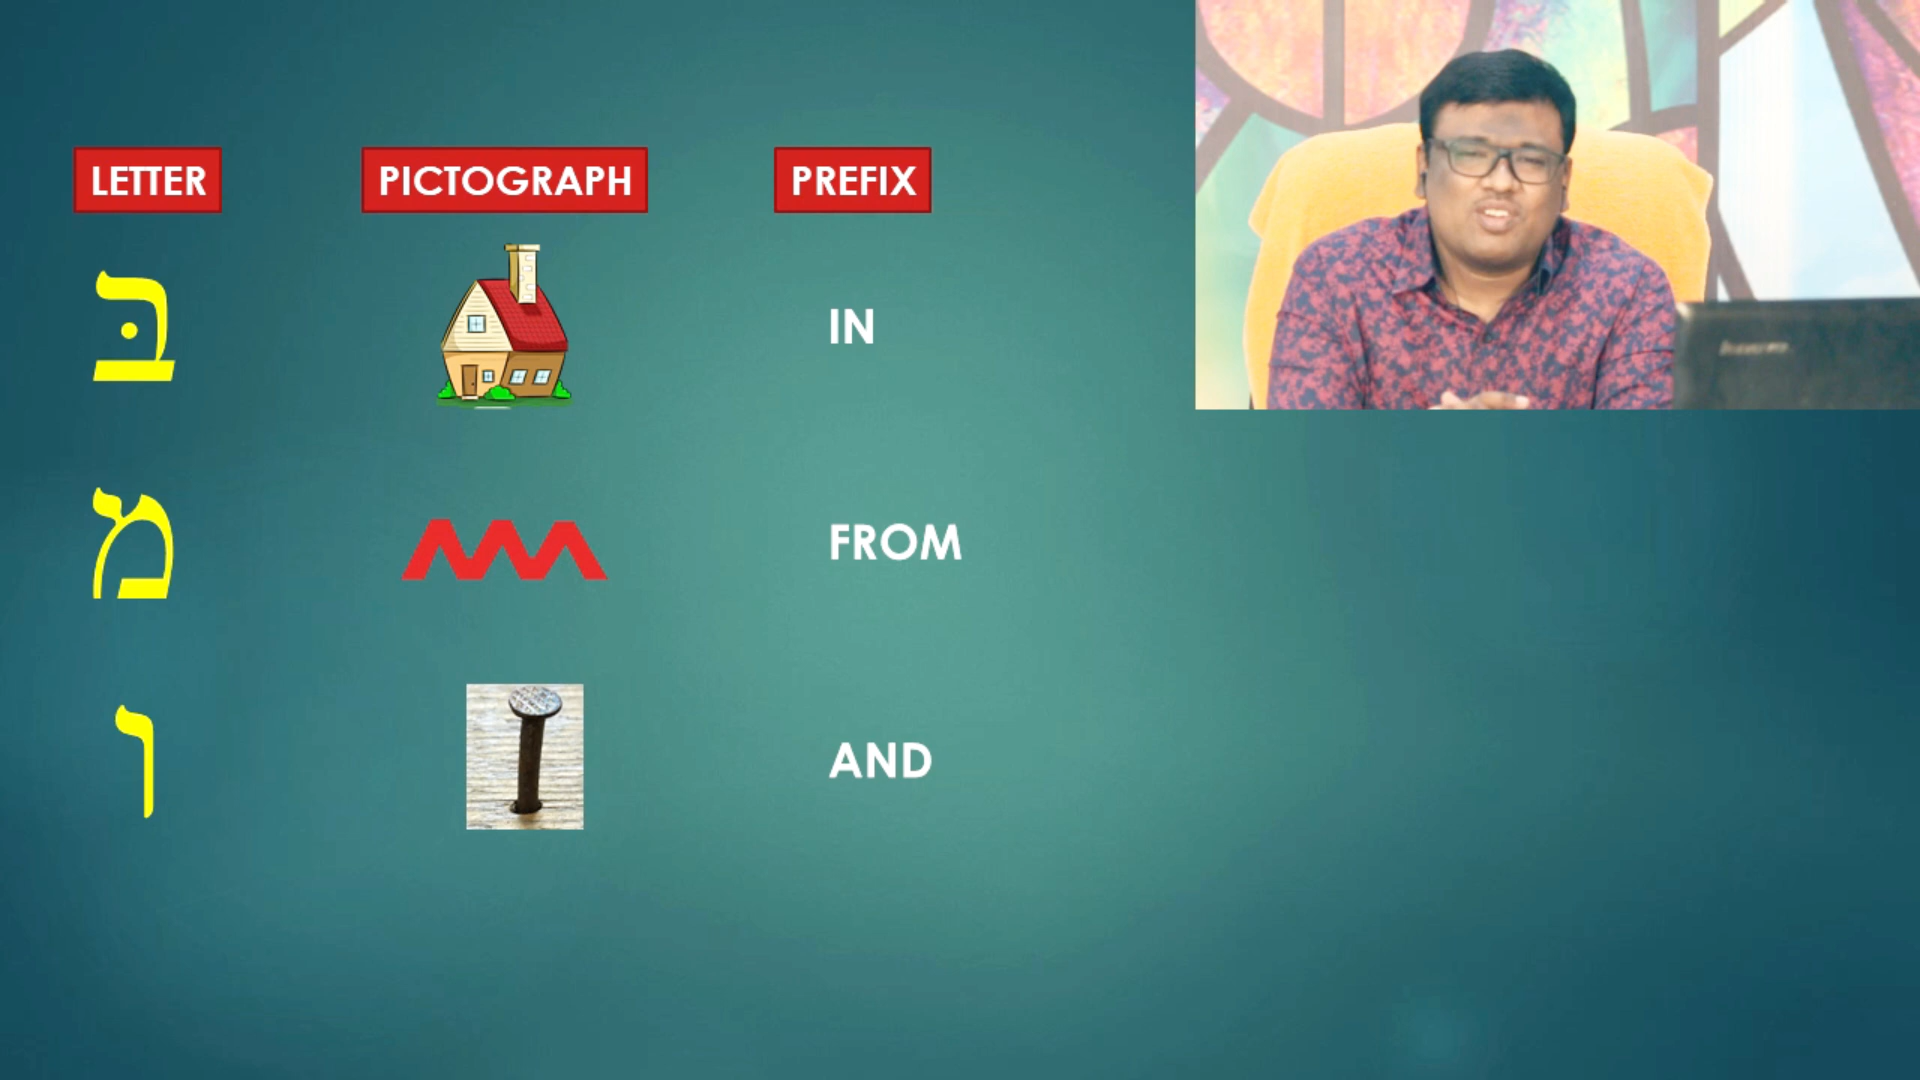 LETTER PICTOGRAPH PREFIX
בּ IN
מ FROM
ו AND